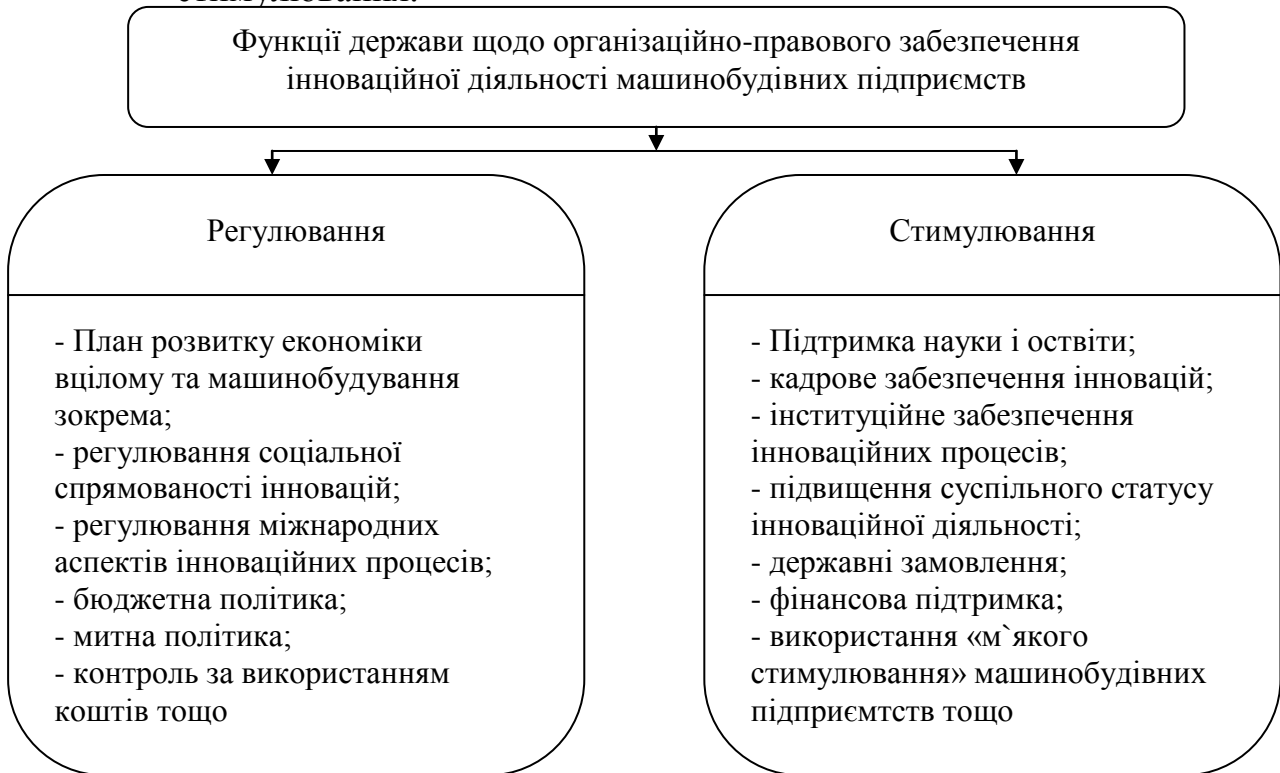 Функції держави щодо організаційно-правового забезпечення
інноваційної діяльності машинобудівних підприємств
Регулювання
- План розвитку економіки
вцілому та машинобудування
зокрема;
- регулювання соціальної
спрямованості інновацій;
- регулювання міжнародних
аспектів інноваційних процесів;
- бюджетна політика;
- митна політика;
- контроль за використанням
коштів тощо
Стимулювання
- Підтримка науки і освіти;
- кадрове забезпечення інновацій;
- інституційне забезпечення
інноваційних процесів;
- підвищення суспільного статусу
інноваційної діяльності;
- державні замовлення;
- фінансова підтримка;
- використання «м`якого
стимулювання» машинобудівних
підприємтств тощо